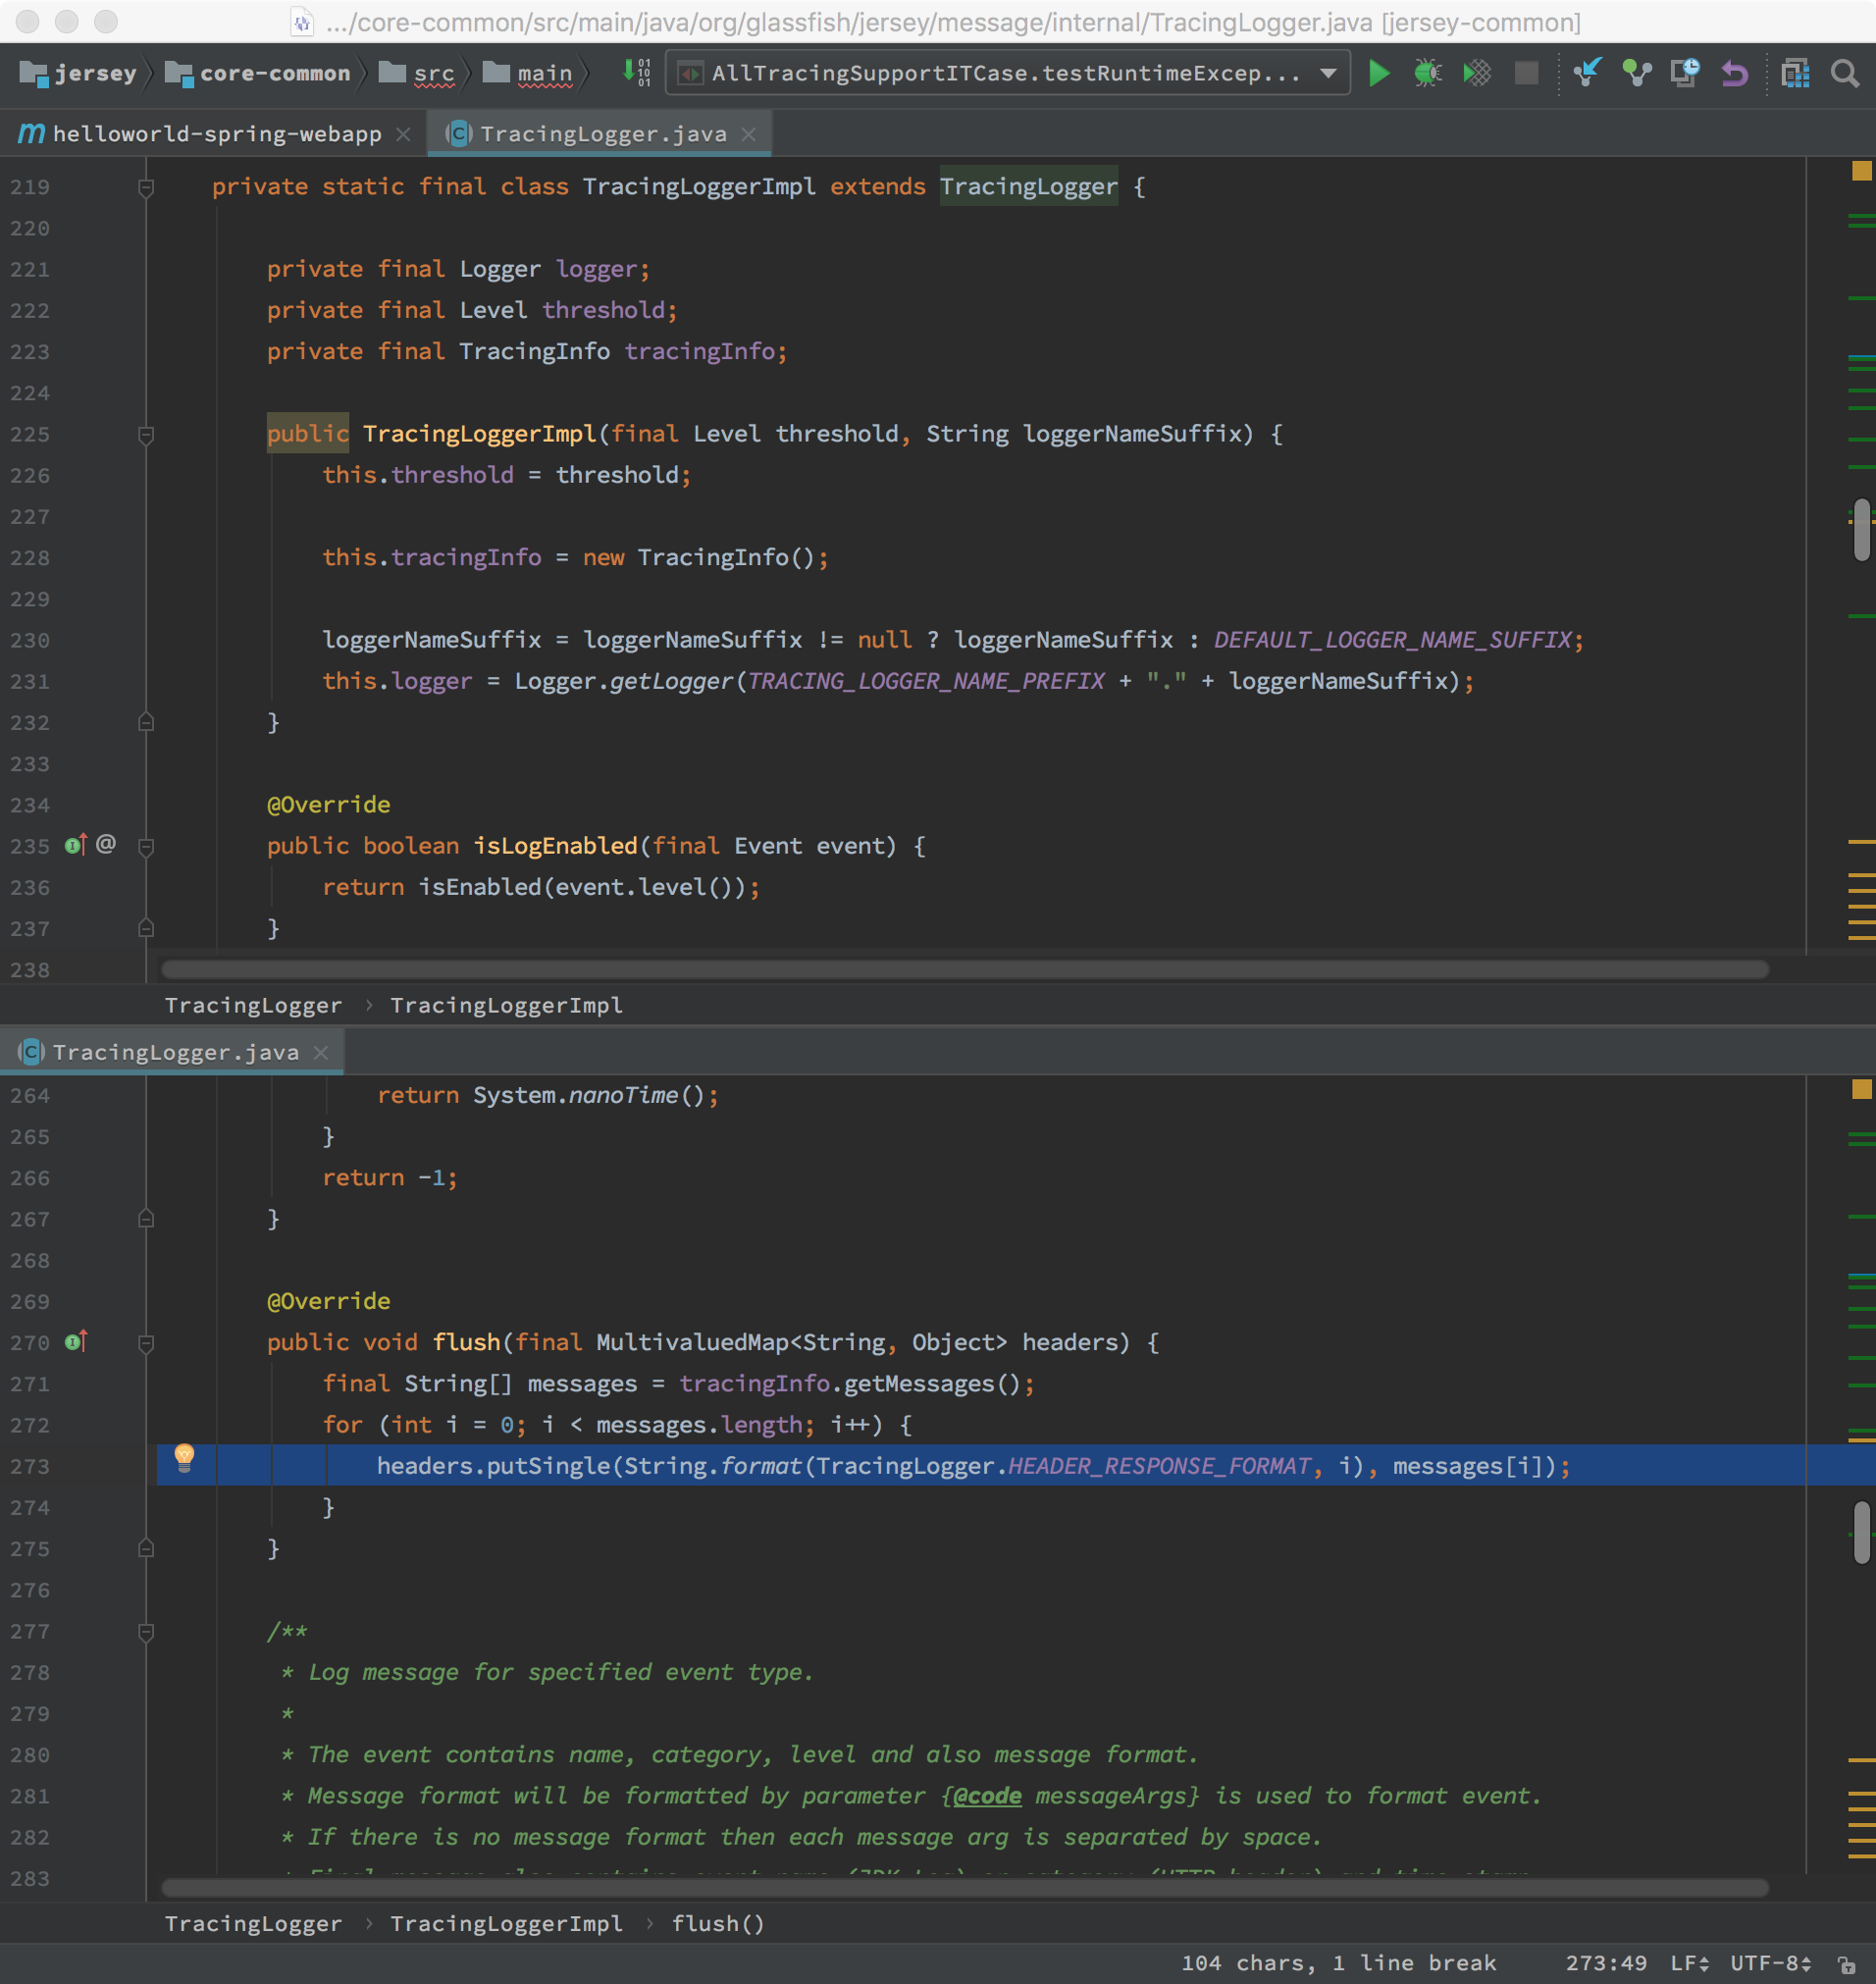 .../core-common/src/main/java/org/glassfish/jersey/message/internal/TracingLogger.java [jersey-common]
jersey core-common src main AllTracingSupportITCase.testRuntimeExcep...
helloworld-spring-webapp TracingLogger.java
219 private static final class TracingLoggerImpl extends TracingLogger {
220
221 private final Logger logger;
222 private final Level threshold;
223 private final TracingInfo tracingInfo;
224
225 public TracingLoggerImpl(final Level threshold, String loggerNameSuffix) {
226 this.threshold = threshold;
227
228 this.tracingInfo = new TracingInfo();
229
230 loggerNameSuffix = loggerNameSuffix != null ? loggerNameSuffix : DEFAULT_LOGGER_NAME_SUFFIX;
231 this.logger = Logger.getLogger(TRACING_LOGGER_NAME_PREFIX + "." + loggerNameSuffix);
232 }
233
234 @Override
235 @ public boolean isLogEnabled(final Event event) {
236 return isEnabled(event.level());
237 }
238
TracingLogger › TracingLoggerImpl
TracingLogger.java
264 return System.nanoTime();
265 }
266 return -1;
267 }
268
269 @Override
270 public void flush(final MultivaluedMap<String, Object> headers) {
271 final String[] messages = tracingInfo.getMessages();
272 for (int i = 0; i < messages.length; i++) {
273 headers.putSingle(String.format(TracingLogger.HEADER_RESPONSE_FORMAT, i), messages[i]);
274 }
275 }
276
277 /**
278 * Log message for specified event type.
279 *
280 * The event contains name, category, level and also message format.
281 * Message format will be formatted by parameter {@code messageArgs} is used to format event.
282 * If there is no message format then each message arg is separated by space.
283
TracingLogger › TracingLoggerImpl › flush()
104 chars, 1 line break 273:49 LF UTF-8